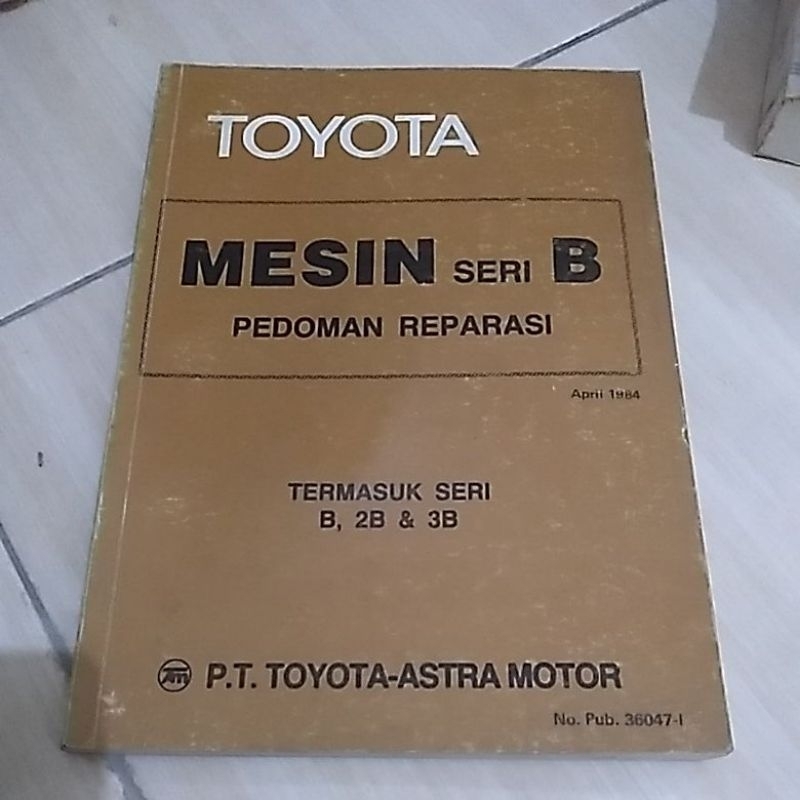 TOYOTA
MESIN SERI B
PEDOMAN REPARASI
April 1984
TERMASUK SERI
B, 2B & 3B
P.T. TOYOTA-ASTRA MOTOR
No. Pub. 36047-I